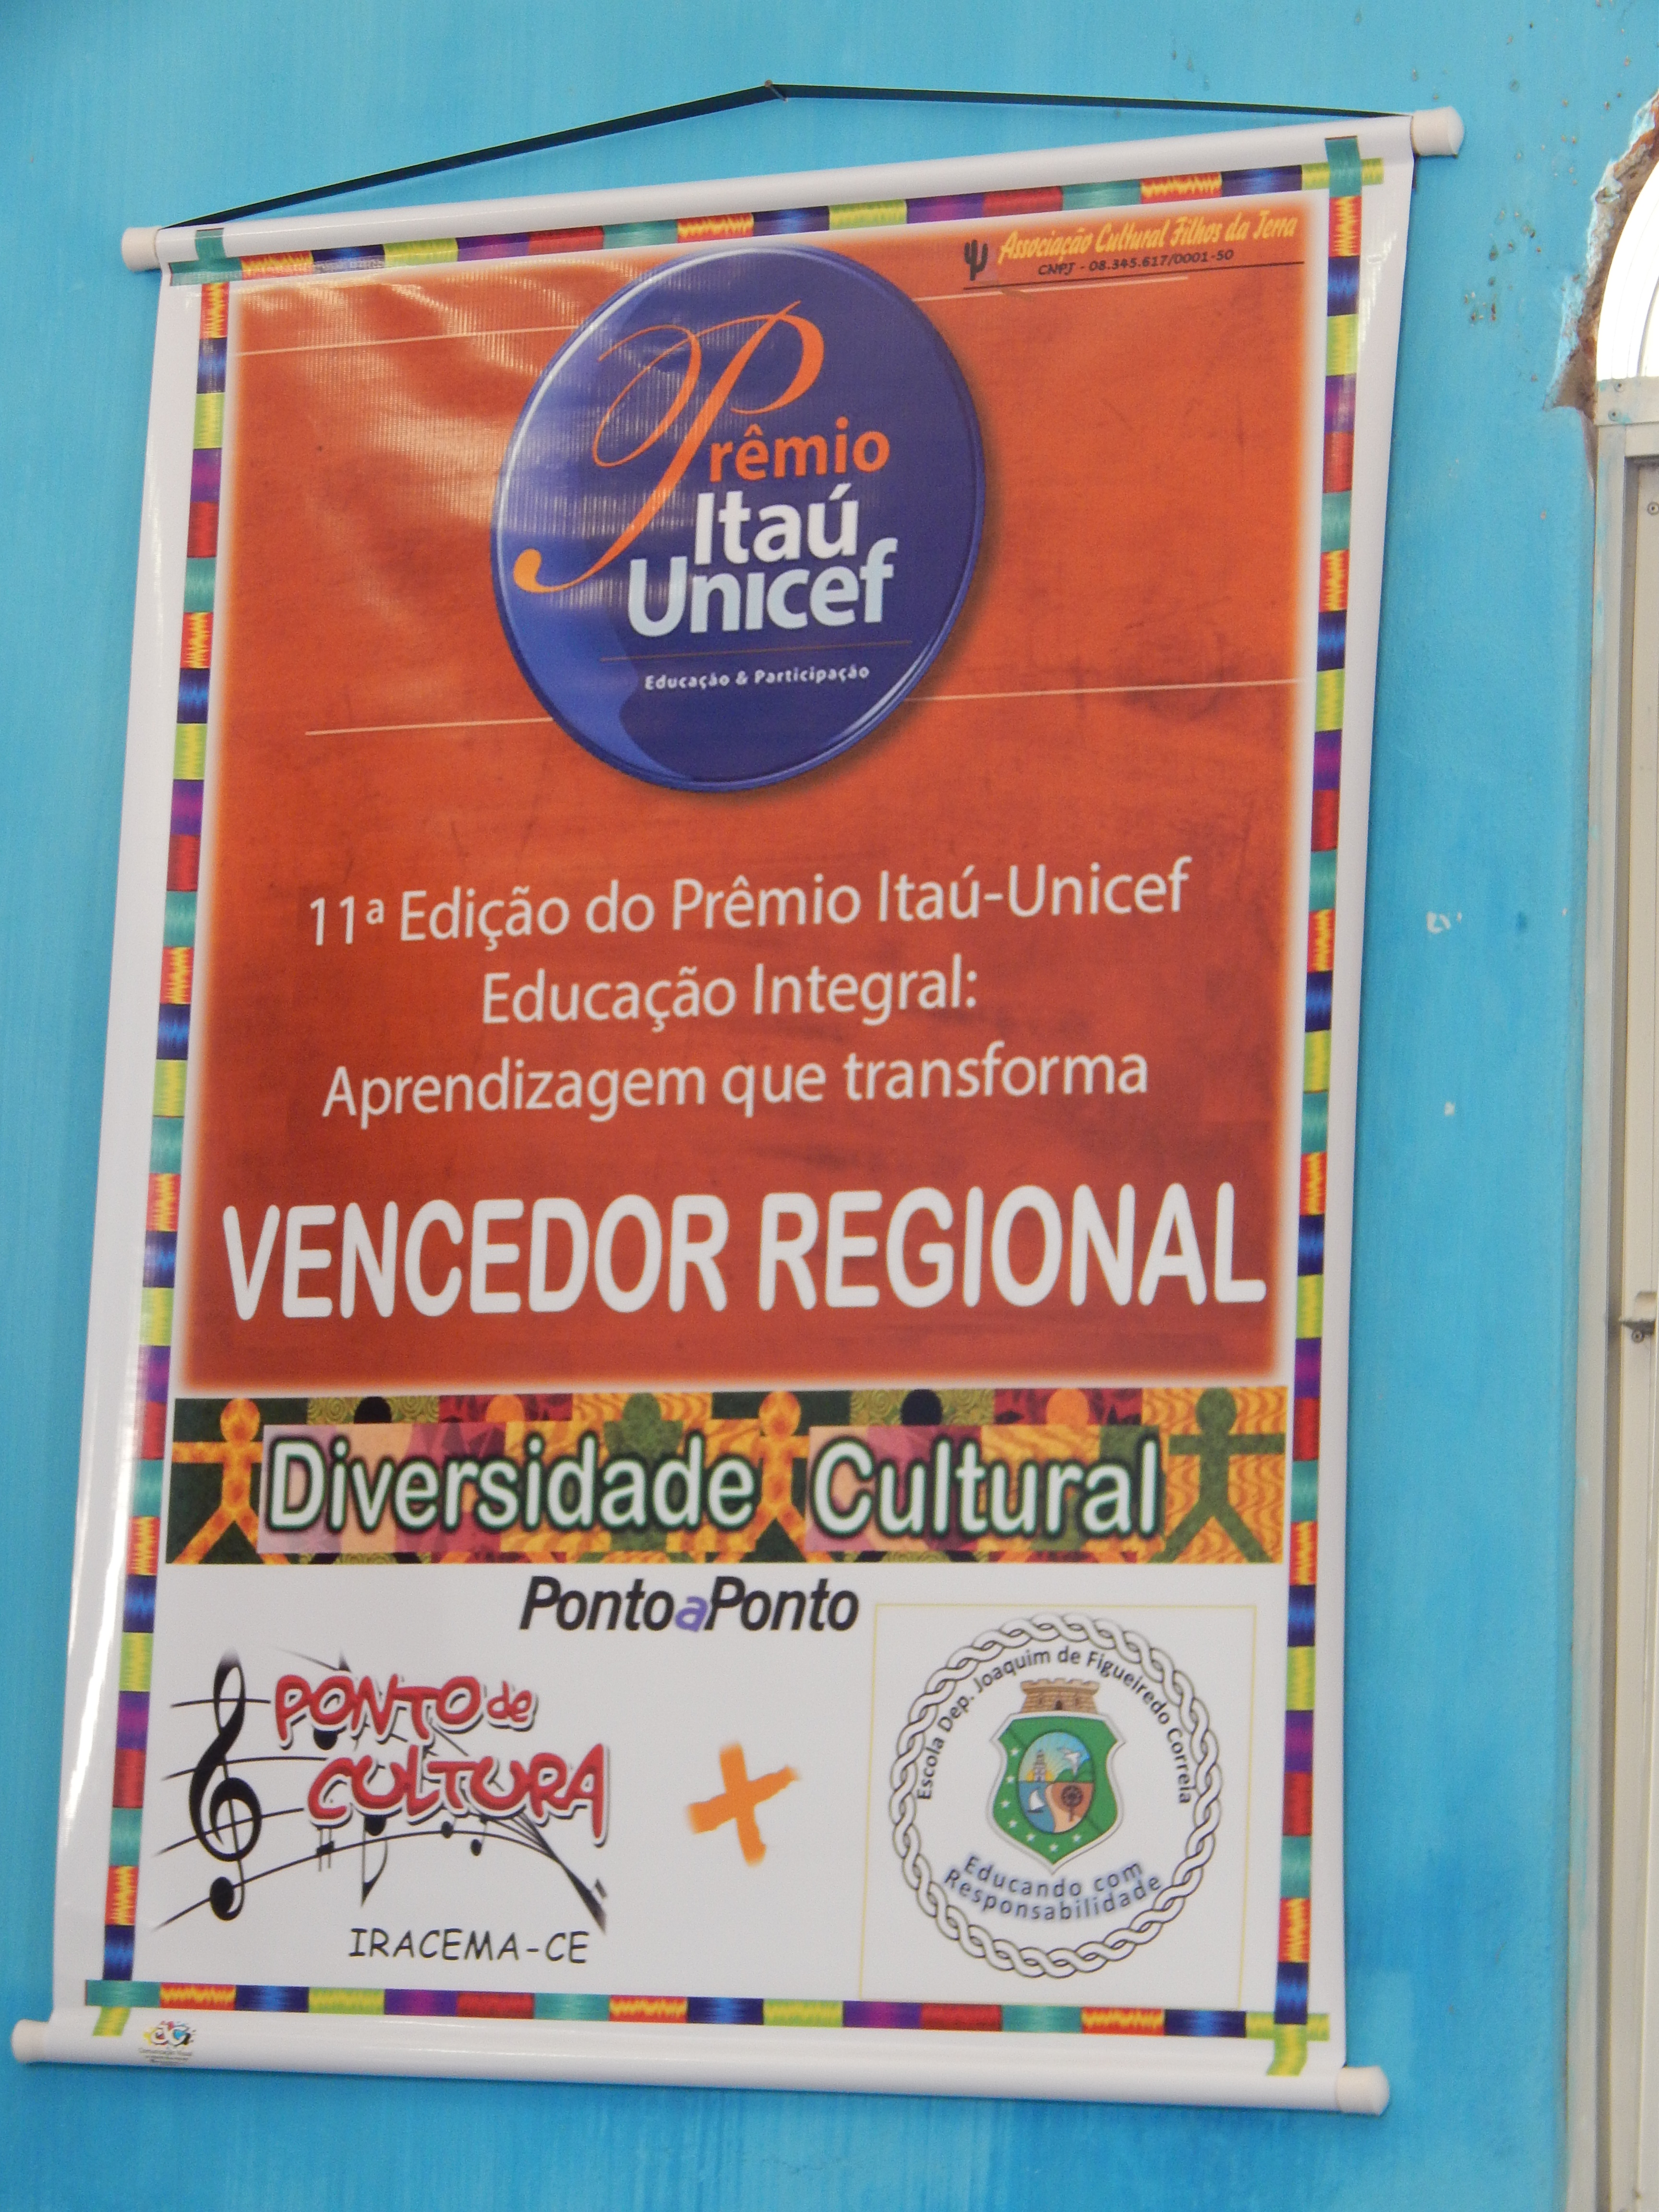 Associação Cultural Filhos da Terra
CNPJ - 08.345.617/0001-50
Prêmio
Itaú
Unicef
Educação & Participação
11ª Edição do Prêmio Itaú-Unicef
Educação Integral:
Aprendizagem que transforma
VENCEDOR REGIONAL
Diversidade Cultural
PontoaPonto
PONTO de
CULTURA
IRACEMA-CE
Escola Dep. Joaquim de Figueiredo Correia
Educando com
Responsabilidade
Comunicação Visual